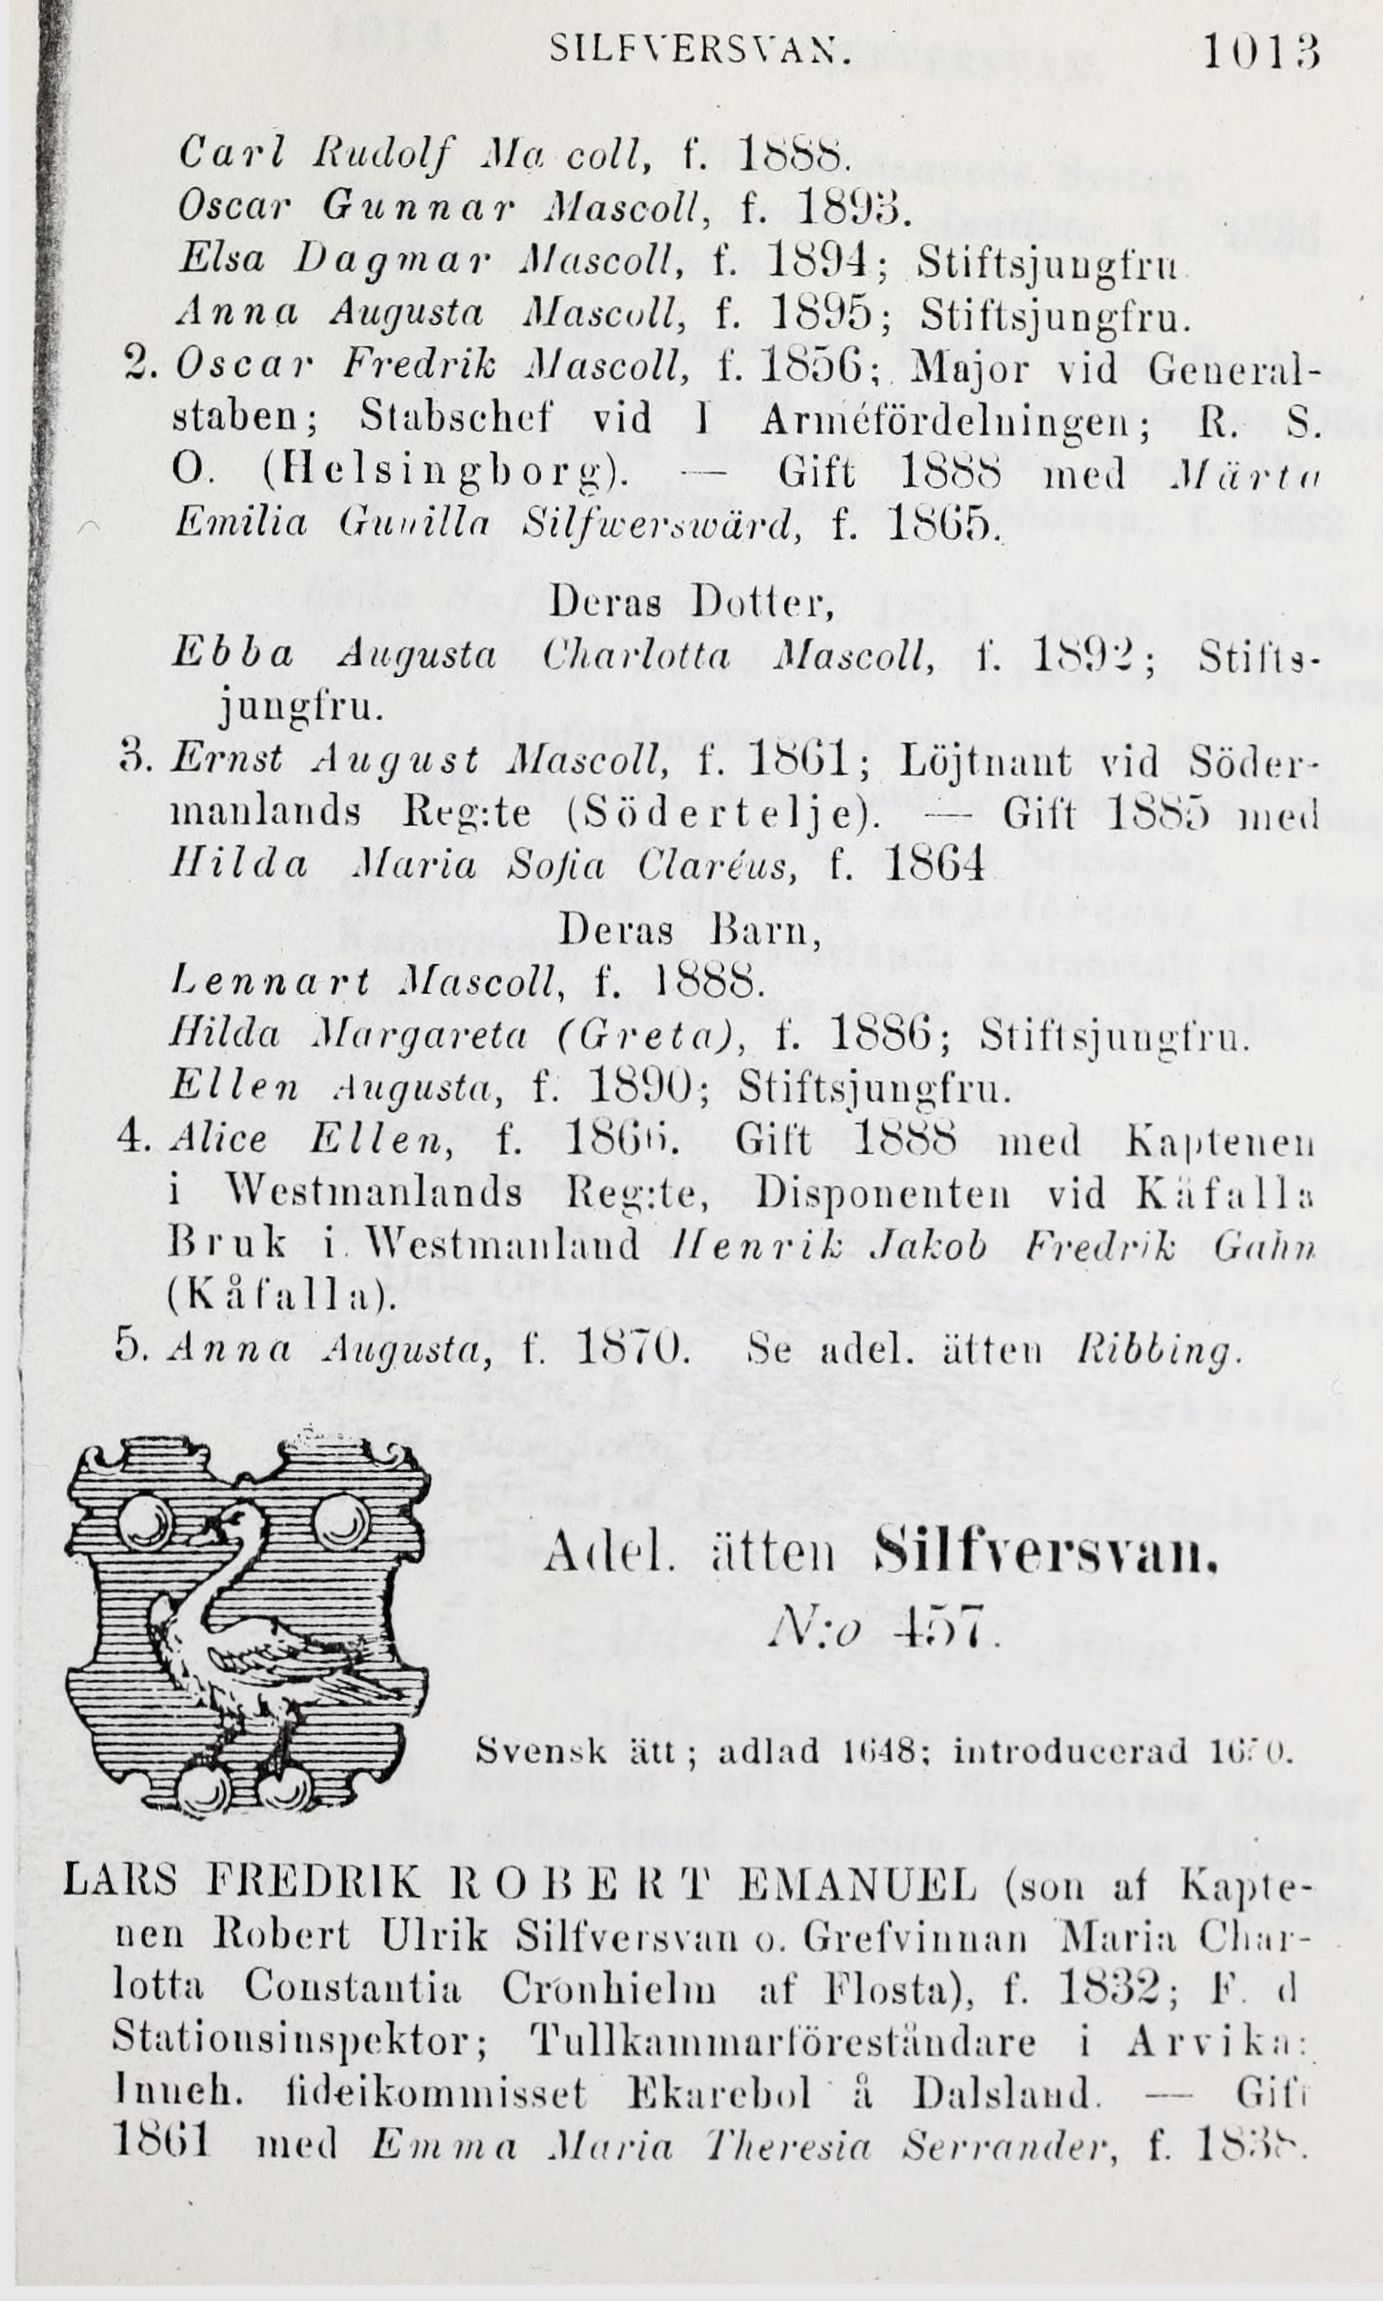 SILFVERSVAN. 1013
Carl Rudolf Ma coll, f. 1888.
Oscar Gunnar Mascoll, f. 1893.
Elsa Dagmar Mascoll, f. 1894; Stiftsjungfru
Anna Augusta Mascoll, f. 1895; Stiftsjungfru.
2. Oscar Fredrik Mascoll, f. 1856; Major vid General-
staben; Stabschef vid I Arméfördelningen; R. S.
O. (Helsingborg). — Gift 1888 med Märta
Emilia Gunilla Silfwerswärd, f. 1865.
Deras Dotter,
Ebba Augusta Charlotta Mascoll, f. 1892; Stifts-
jungfru.
3. Ernst August Mascoll, f. 1861; Löjtnant vid Söder-
manlands Reg:te (Södertelje). — Gift 1885 med
Hilda Maria Sofia Claréus, f. 1864
Deras Barn,
Lennart Mascoll, f. 1888.
Hilda Margareta (Greta), f. 1886; Stiftsjungfru.
Ellen Augusta, f. 1890; Stiftsjungfru.
4. Alice Ellen, f. 1866. Gift 1888 med Kaptenen
i Westmanlands Reg:te, Disponenten vid Kåfalla
Bruk i Westmanland Henrik Jakob Fredrik Gahn
(Kåfalla).
5. Anna Augusta, f. 1870. Se adel. ätten Ribbing.
Adel. ätten Silfversvan.
N:o 457.
Svensk ätt; adlad 1648; introducerad 1650.
LARS FREDRIK ROBERT EMANUEL (son af Kapte-
nen Robert Ulrik Silfversvan o. Grefvinnan Maria Char-
lotta Constantia Cronhielm af Flosta), f. 1832; F. d
Stationsinspektor; Tullkammarföreståndare i Arvika;
Inneh. fideikommisset Ekarebol å Dalsland. — Gift
1861 med Emma Maria Theresia Serrander, f. 1838.